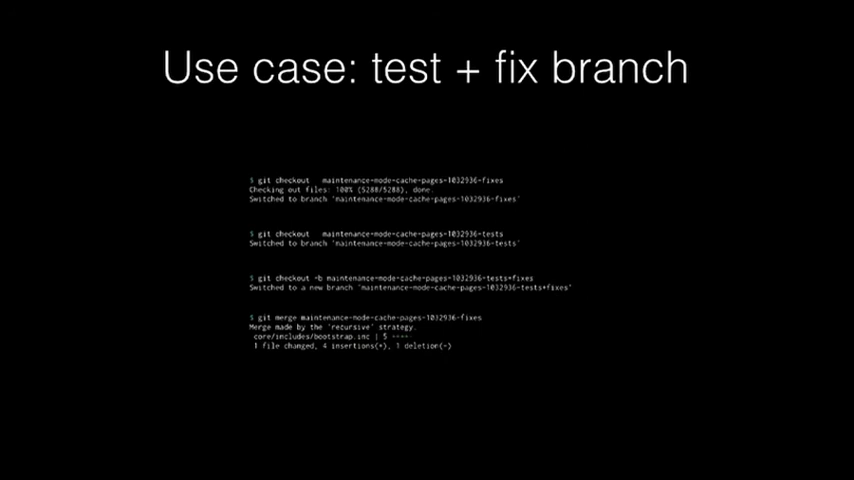 Use case: test + fix branch
$ git checkout maintenance-mode-cache-pages-1032936-fixes
Checking out files: 100% (5288/5288), done.
Switched to branch 'maintenance-mode-cache-pages-1032936-fixes'
$ git checkout maintenance-mode-cache-pages-1032936-tests
Switched to branch 'maintenance-mode-cache-pages-1032936-tests'
$ git checkout -b maintenance-mode-cache-pages-1032936-tests+fixes
Switched to a new branch 'maintenance-mode-cache-pages-1032936-tests+fixes'
$ git merge maintenance-mode-cache-pages-1032936-fixes
Merge made by the 'recursive' strategy.
core/includes/bootstrap.inc | 5 ++++-
1 file changed, 4 insertions(+), 1 deletion(-)